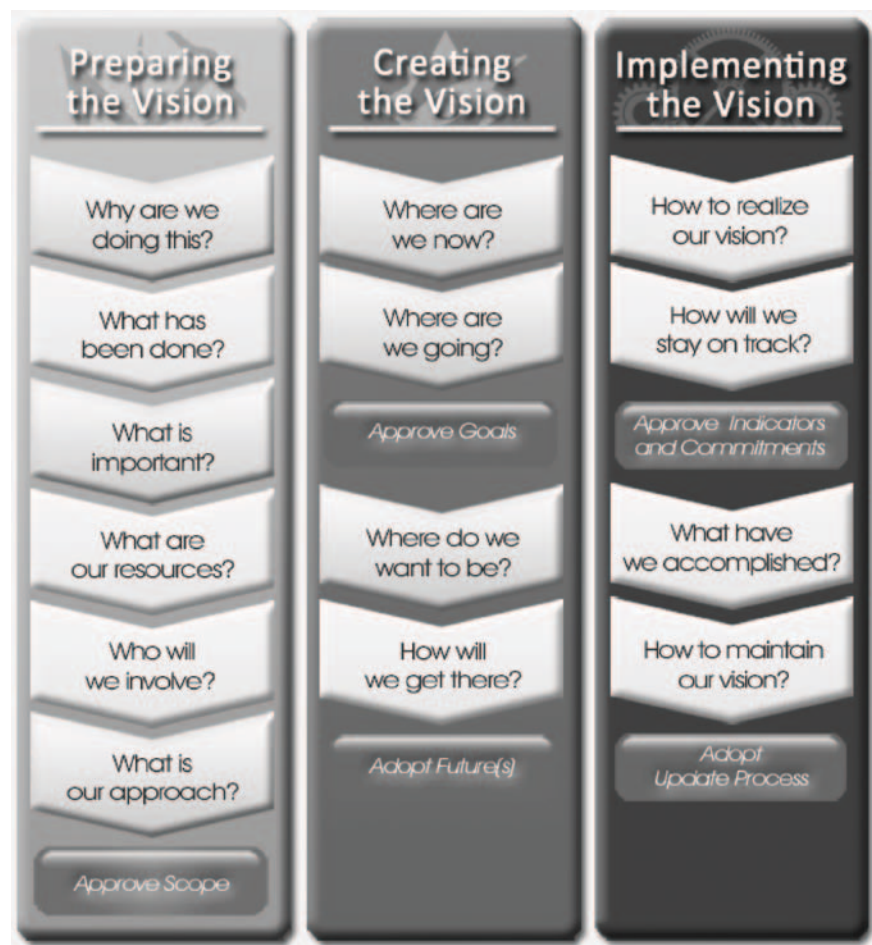 Preparing
the Vision
Why are we
doing this?
What has
been done?
What is
important?
What are
our resources?
Who will
we involve?
What is
our approach?
Approve Scope
Creating
the Vision
Where are
we now?
Where are
we going?
Approve Goals
Where do we
want to be?
How will
we get there?
Adopt Future(s)
Implementing
the Vision
How to realize
our vision?
How will we
stay on track?
Approve Indicators
and Commitments
What have
we accomplished?
How to maintain
our vision?
Adopt
Update Process